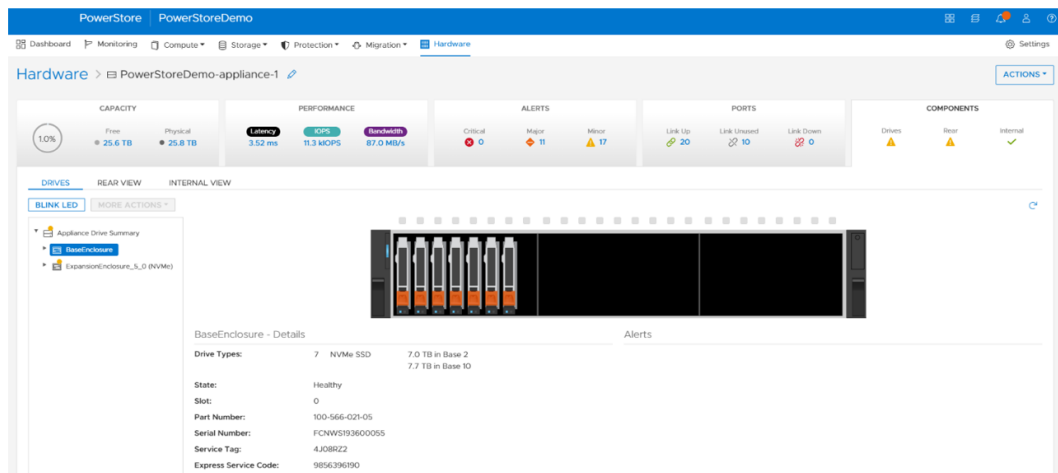 PowerStore PowerStoreDemo
Dashboard Monitoring Compute Storage Protection Migration Hardware Settings
Hardware > PowerStoreDemo-appliance-1 ACTIONS
CAPACITY PERFORMANCE ALERTS PORTS COMPONENTS
Free Physical Latency IOPS Bandwidth Critical Major Minor Link Up Link Unused Link Down Drives Rear Internal
1.0% 25.6 TB 25.8 TB 3.52 ms 11.3 kIOPS 87.0 MB/s 0 11 17 20 10 0
DRIVES REAR VIEW INTERNAL VIEW
BLINK LED MORE ACTIONS
Appliance Drive Summary
BaseEnclosure
ExpansionEnclosure_5_0 (NVMe)
BaseEnclosure - Details Alerts
Drive Types: 7 NVMe SSD 7.0 TB in Base 2
7.7 TB in Base 10
State: Healthy
Slot: 0
Part Number: 100-566-021-05
Serial Number: FCNWS193600055
Service Tag: 4J08RZ2
Express Service Code: 9856396190